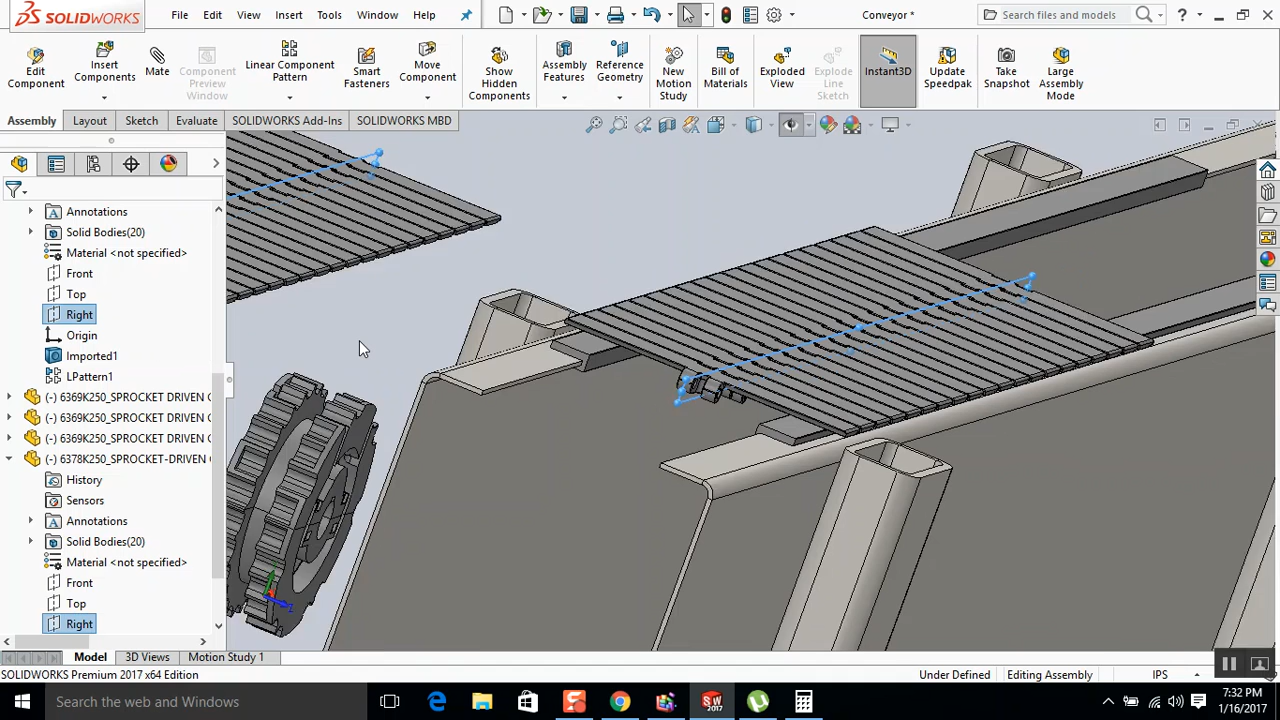 SOLIDWORKS File Edit View Insert Tools Window Help Conveyor * Search files and models ?
Edit Component
Insert Components
Mate
Component Preview Window
Linear Component Pattern
Smart Fasteners
Move Component
Show Hidden Components
Assembly Features
Reference Geometry
New Motion Study
Bill of Materials
Exploded View
Explode Line Sketch
Instant3D
Update Speedpak
Take Snapshot
Large Assembly Mode
Assembly Layout Sketch Evaluate SOLIDWORKS Add-Ins SOLIDWORKS MBD
Annotations
Solid Bodies(20)
Material <not specified>
Front
Top
Right
Origin
Imported1
LPattern1
(-) 6369K250_SPROCKET DRIVEN
(-) 6369K250_SPROCKET DRIVEN
(-) 6369K250_SPROCKET DRIVEN
(-) 6378K250_SPROCKET-DRIVEN
History
Sensors
Annotations
Solid Bodies(20)
Material <not specified>
Front
Top
Right
Model 3D Views Motion Study 1
SOLIDWORKS Premium 2017 x64 Edition Under Defined Editing Assembly IPS
Search the web and Windows
7:32 PM
1/16/2017